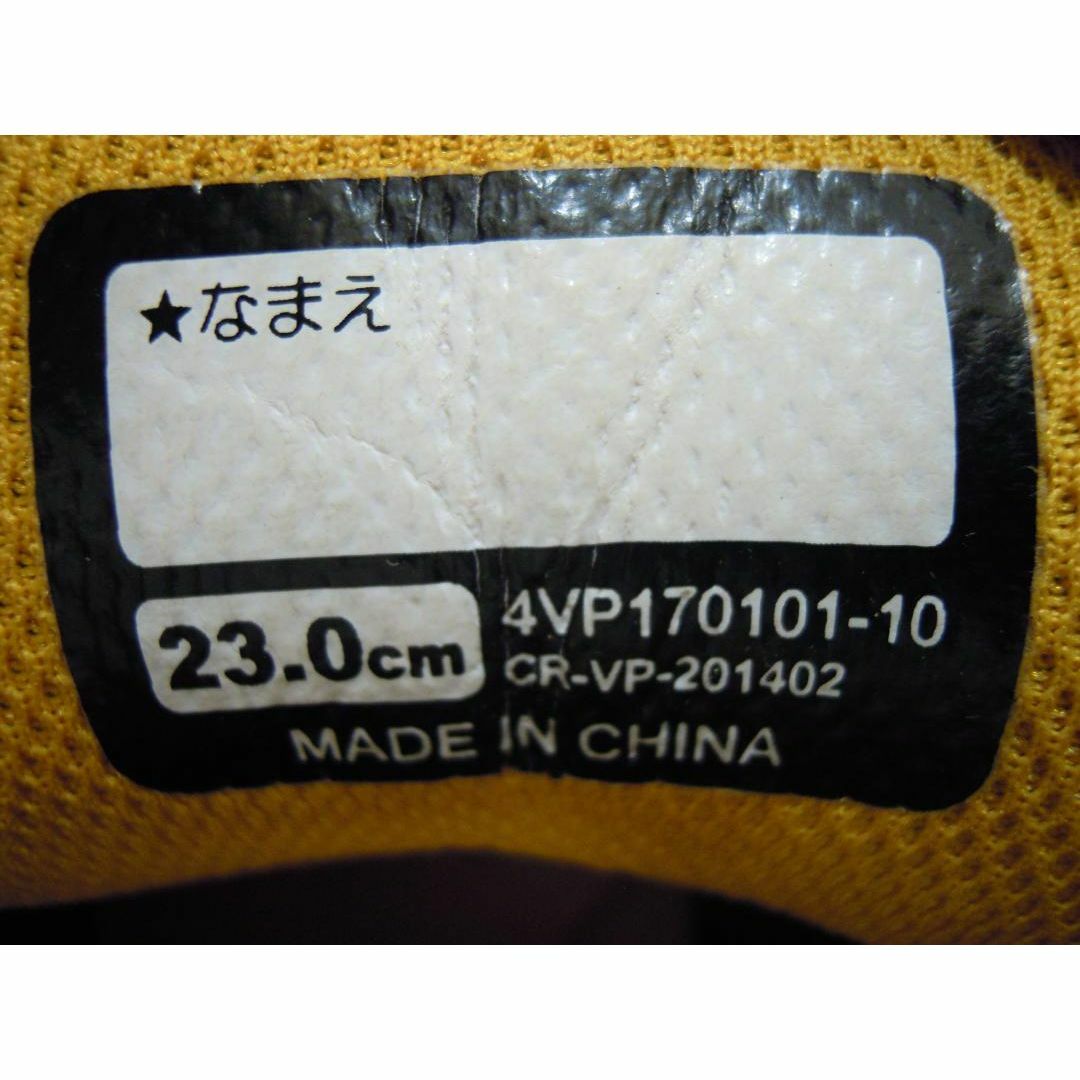 ★なまえ
23.0cm
4VP170101-10
CR-VP-201402
MADE IN CHINA